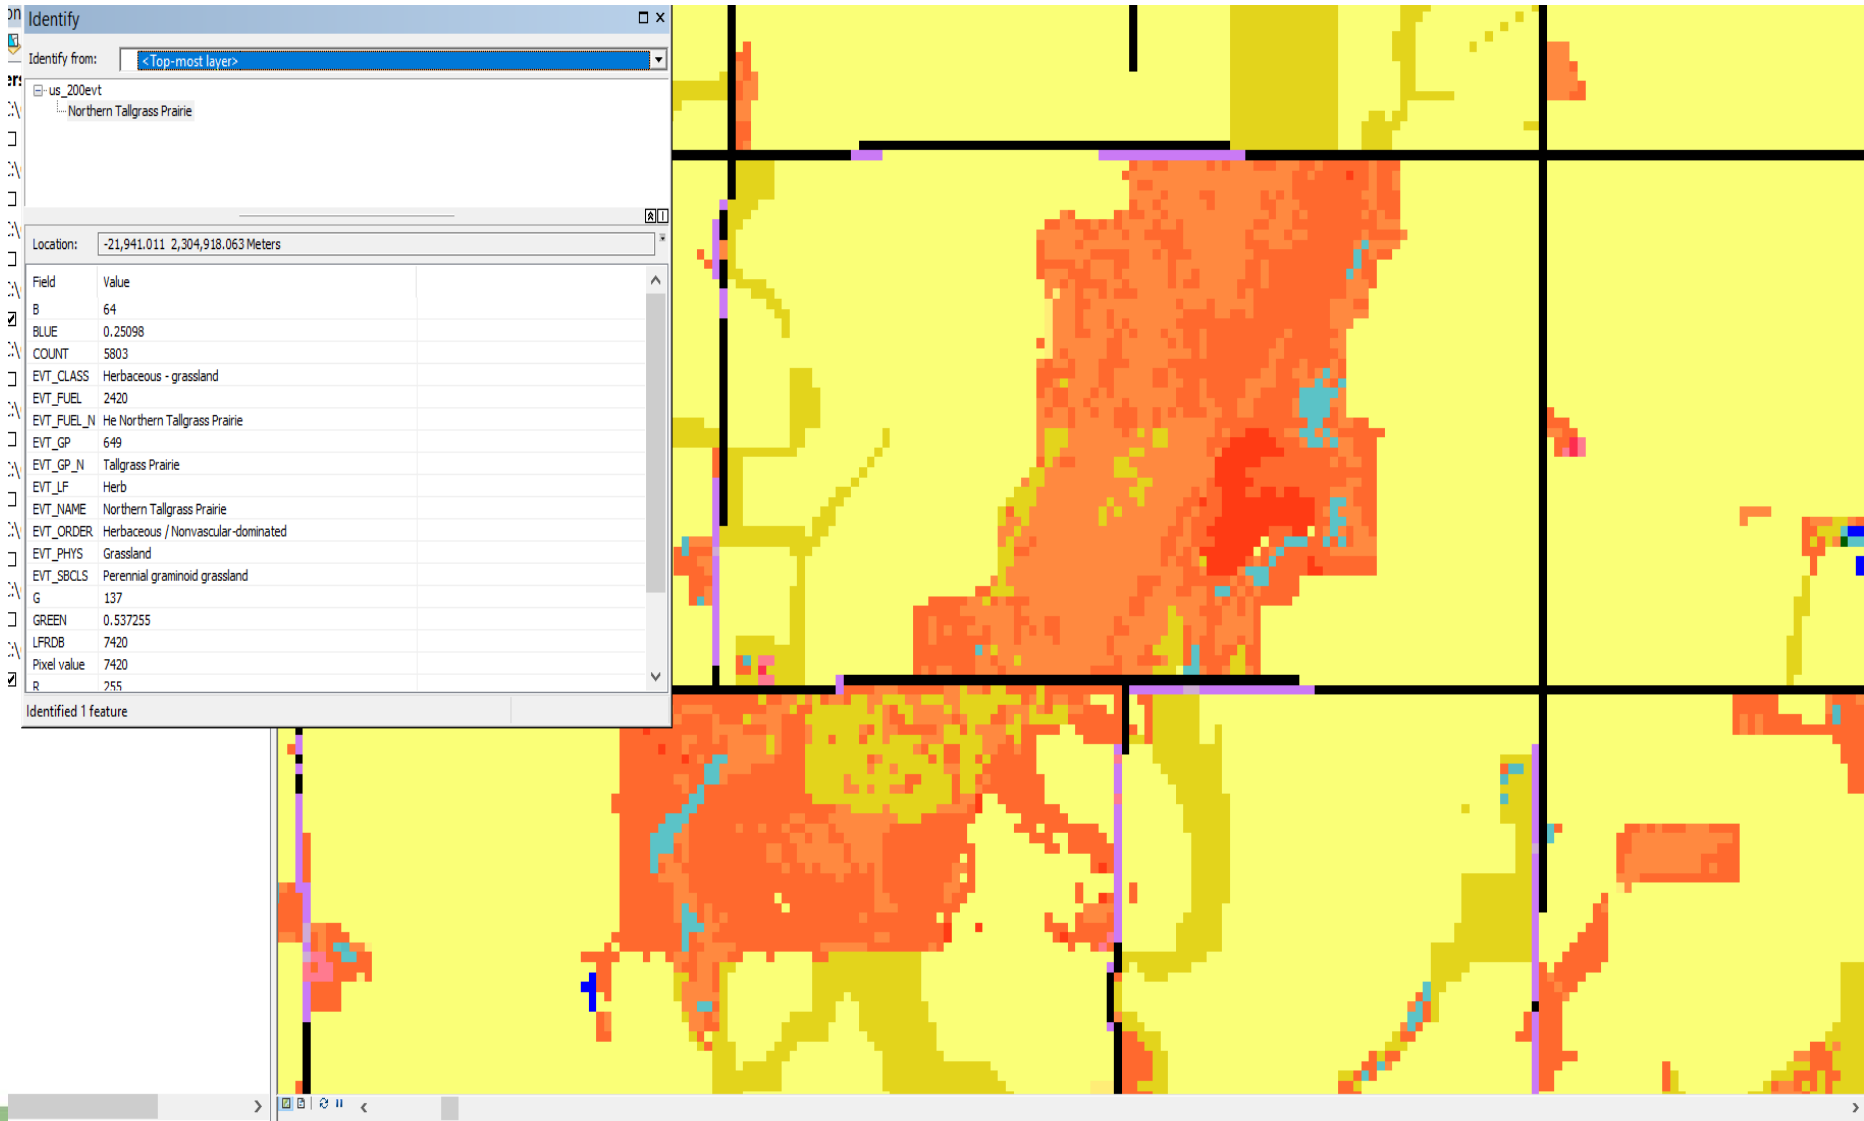 on
Identify
Identify from:
<Top-most layer>
us_200evt
Northern Tallgrass Prairie
Location:
-21,941.011 2,304,918.063 Meters
Field Value
B 64
BLUE 0.25098
COUNT 5803
EVT_CLASS Herbaceous - grassland
EVT_FUEL 2420
EVT_FUEL_N He Northern Tallgrass Prairie
EVT_GP 649
EVT_GP_N Tallgrass Prairie
EVT_LF Herb
EVT_NAME Northern Tallgrass Prairie
EVT_ORDER Herbaceous / Nonvascular-dominated
EVT_PHYS Grassland
EVT_SBCLS Perennial graminoid grassland
G 137
GREEN 0.537255
LFRDB 7420
Pixel value 7420
R 255
Identified 1 feature